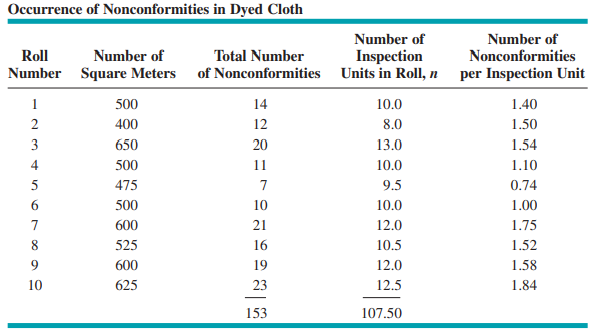 Occurrence of Nonconformities in Dyed Cloth
Number of Number of
Roll Number of Total Number Inspection Nonconformities
Number Square Meters of Nonconformities Units in Roll, n per Inspection Unit
1 500 14 10.0 1.40
2 400 12 8.0 1.50
3 650 20 13.0 1.54
4 500 11 10.0 1.10
5 475 7 9.5 0.74
6 500 10 10.0 1.00
7 600 21 12.0 1.75
8 525 16 10.5 1.52
9 600 19 12.0 1.58
10 625 23 12.5 1.84
153 107.50